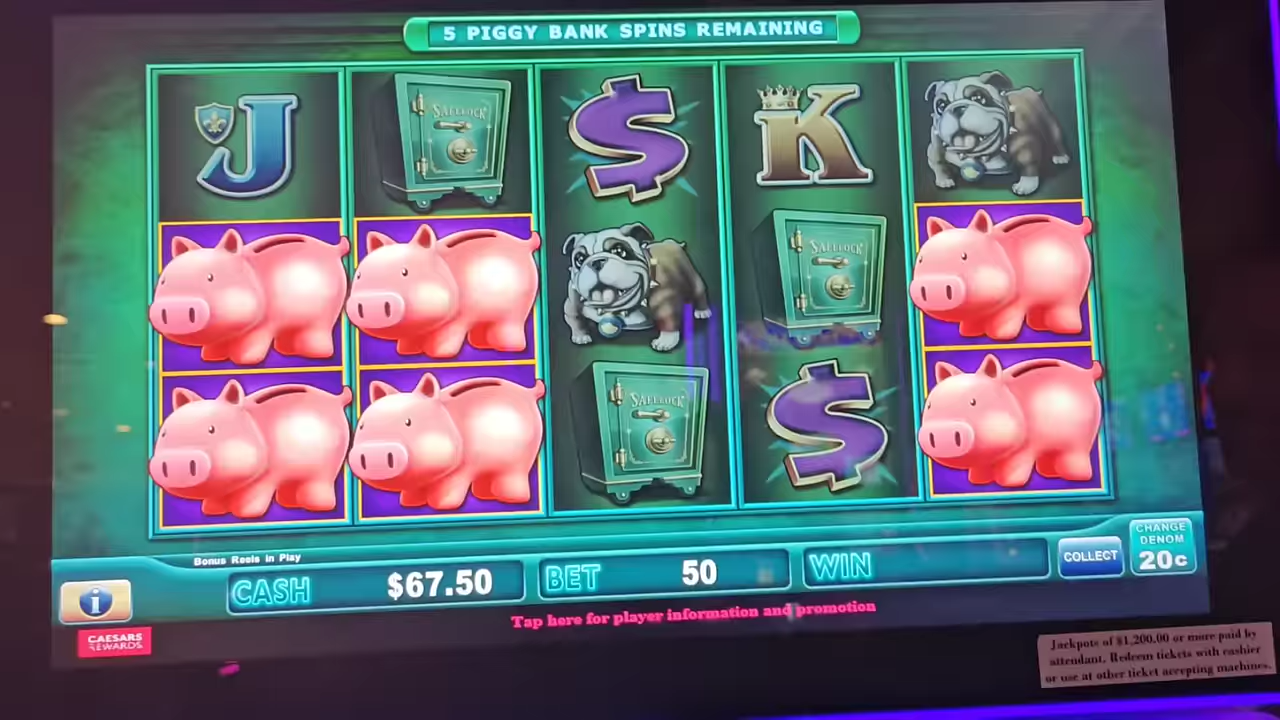 5 PIGGY BANK SPINS REMAINING
J
SAFELOCK
K
SAFELOCK
SAFELOCK
Bonus Reels In Play
CASH $67.50
BET 50
WIN
COLLECT
CHANGE
DENOM
20c
Tap here for player information and promotion
CAESARS
REWARDS
Jackpots of $1,200.00 or more paid by
attendant. Redeem tickets with cashier
or use at other ticket accepting machines.